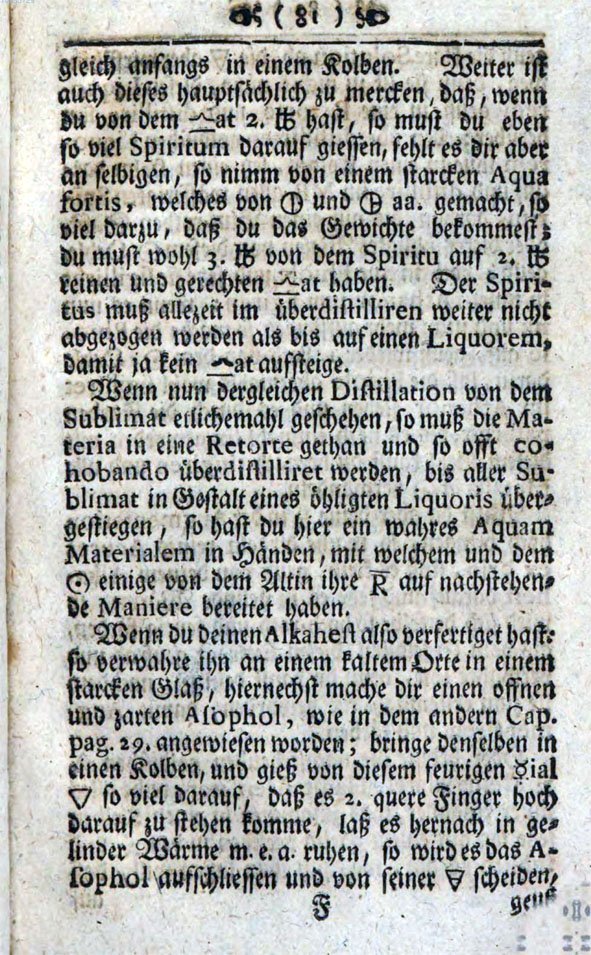 ( 81 )
gleich anfangs in einem Kolben. Weiter ist
auch dieses hauptsächlich zu mercken, daß, wenn
du von dem 🝞at 2. ℔ hast, so must du eben
so viel Spiritum darauf giessen, fehlt es dir aber
an selbigen, so nimm von einem starcken Aqua
fortis, welches von 🜕 und 🜨 aa. gemacht, so
viel darzu, daß du das Gewichte bekommest;
du must wohl 3. ℔ von dem Spiritu auf 2. ℔
reinen und gerechten 🝞at haben. Der Spiri-
tus muß allezeit im überdistilliren weiter nicht
abgezogen werden als bis auf einen Liquorem,
damit ja kein 🝞at aufsteige.
Wenn nun dergleichen Distillation von dem
Sublimat etlichemahl geschehen, so muß die Ma-
teria in eine Retorte gethan und so offt co-
hobando überdistilliret werden, bis aller Su-
blimat in Gestalt eines öhligten Liquoris über-
gestiegen, so hast du hier ein wahres Aquam
Materialem in Händen, mit welchem und dem
☉ einige von dem Altin ihre R auf nachstehen-
de Maniere bereitet haben.
Wenn du deinen Alkahest also verfertiget hast:
so verwahre ihn an einem kaltem Orte in einem
starcken Glaß, hiernechst mache dir einen offnen
und zarten Asophol, wie in dem andern Cap.
pag. 29. angewiesen worden; bringe denselben in
einen Kolben, und gieß von diesem feurigen ☿ial
🜄 so viel darauf, daß es 2. quere Finger hoch
darauf zu stehen komme, laß es hernach in ge-
linder Wärme m. e. a. ruhen, so wird es das A-
sophol aufschliessen und von seiner 🜃 scheiden,
F